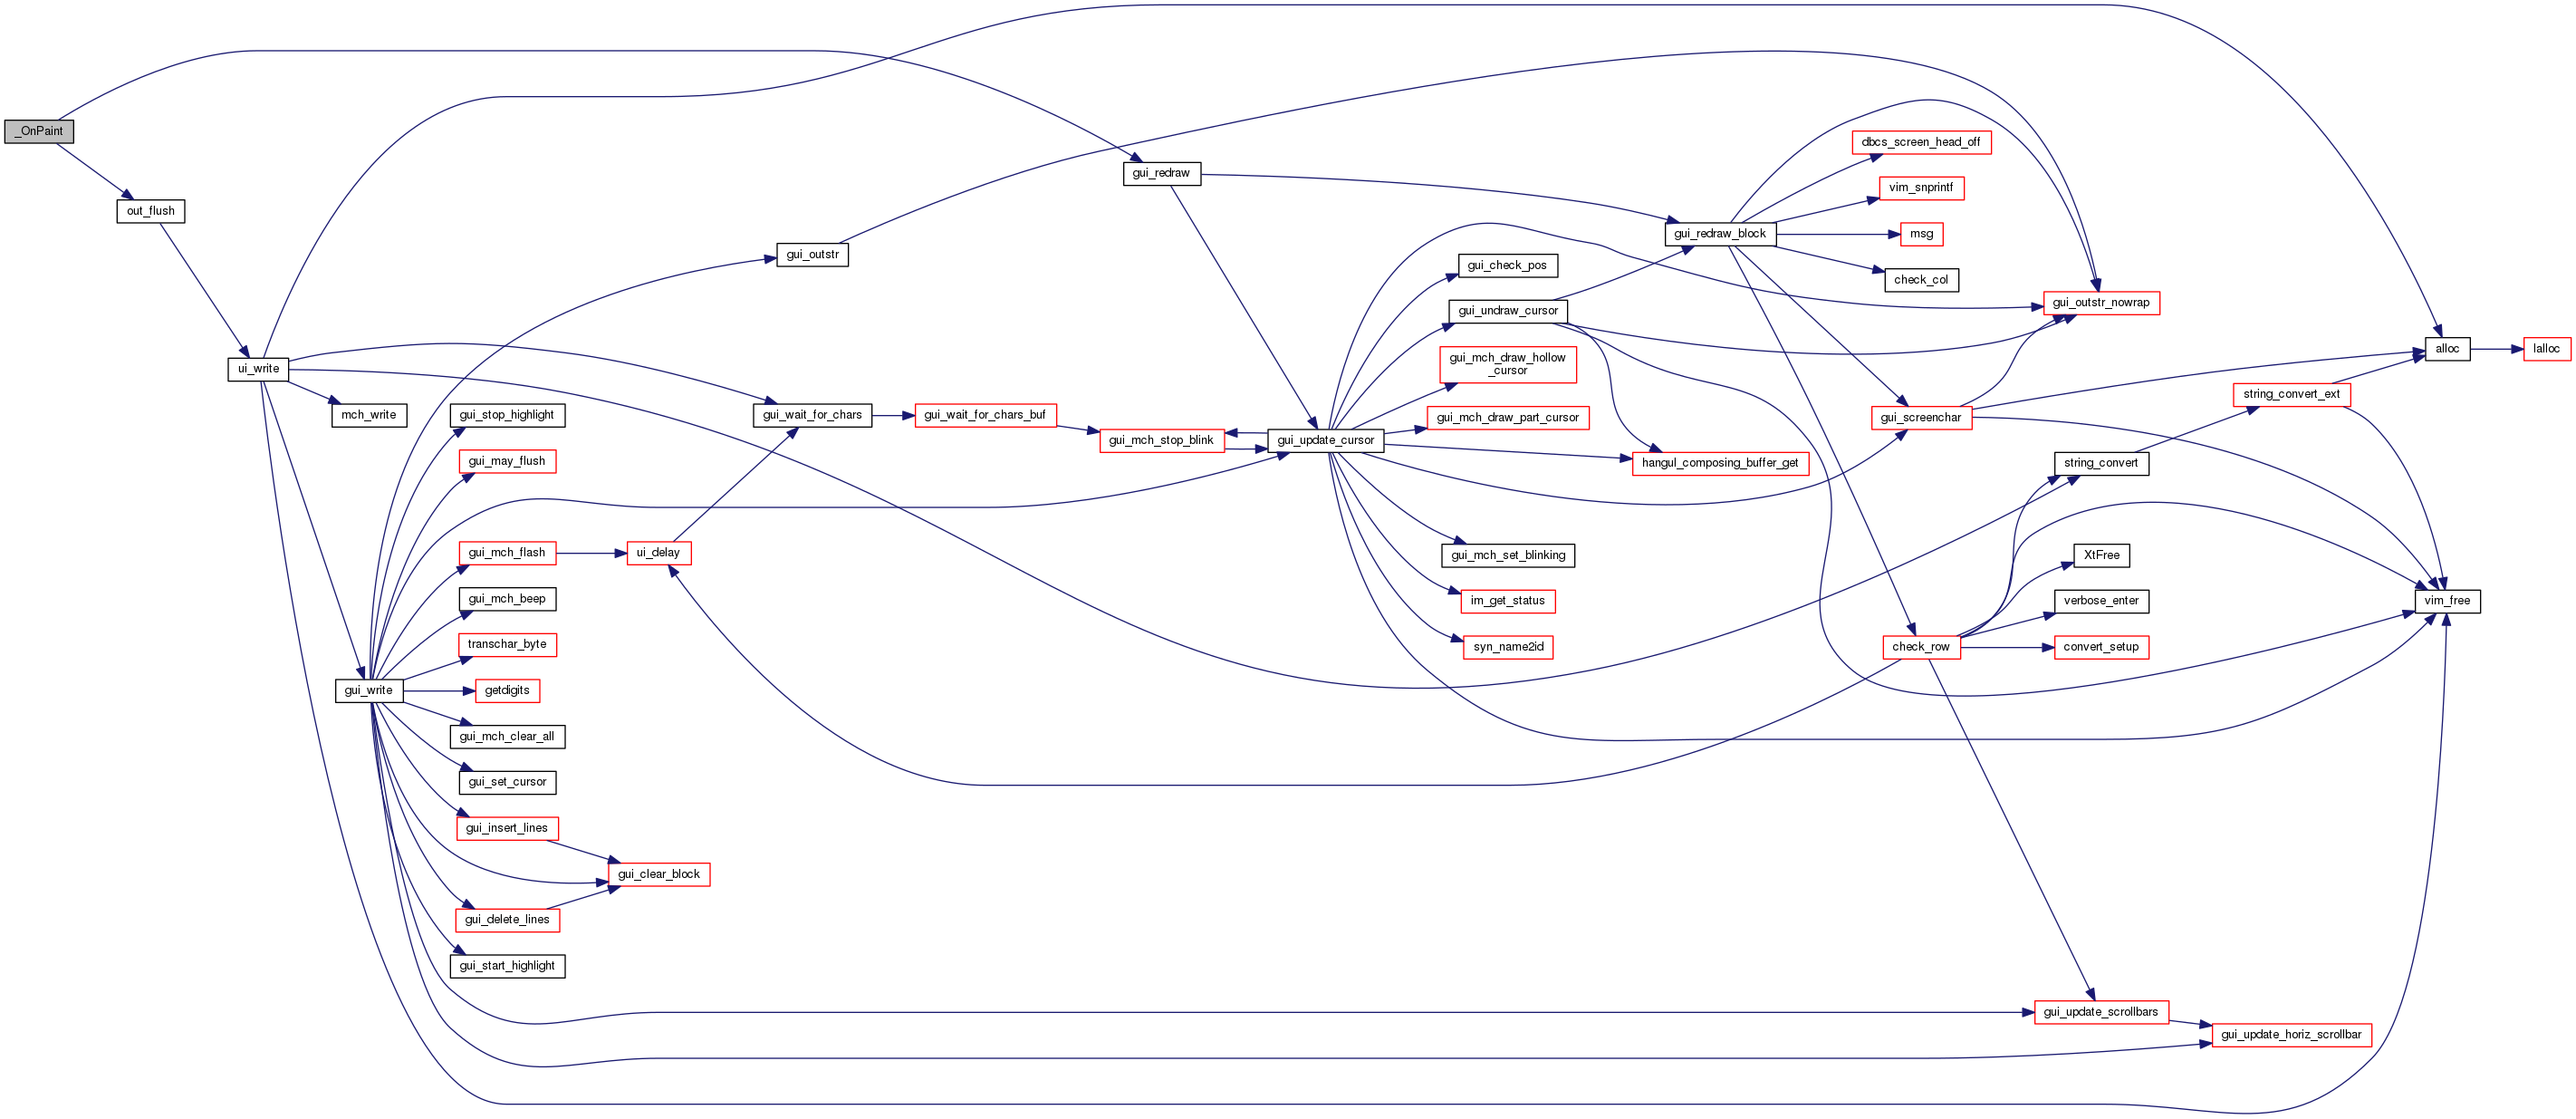 _OnPaint
out_flush
ui_write
mch_write
gui_write
gui_stop_highlight
gui_may_flush
gui_mch_flash
gui_mch_beep
transchar_byte
getdigits
gui_mch_clear_all
gui_set_cursor
gui_insert_lines
gui_delete_lines
gui_start_highlight
gui_clear_block
ui_delay
gui_outstr
gui_wait_for_chars
gui_wait_for_chars_buf
gui_redraw
gui_mch_stop_blink
gui_update_cursor
gui_check_pos
gui_undraw_cursor
gui_mch_draw_hollow
_cursor
gui_mch_draw_part_cursor
hangul_composing_buffer_get
gui_mch_set_blinking
im_get_status
syn_name2id
gui_redraw_block
dbcs_screen_head_off
vim_snprintf
msg
check_col
gui_outstr_nowrap
gui_screenchar
check_row
string_convert
XtFree
verbose_enter
convert_setup
gui_update_scrollbars
gui_update_horiz_scrollbar
string_convert_ext
alloc
lalloc
vim_free